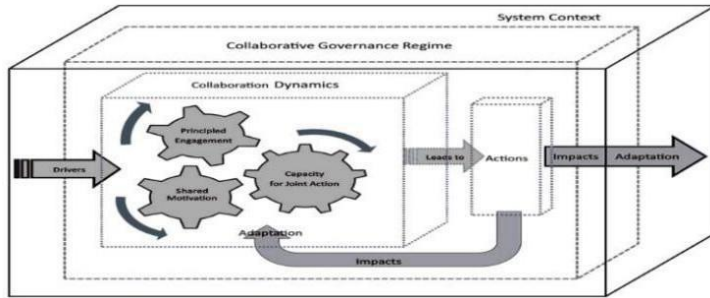 System Context
Collaborative Governance Regime
Collaboration Dynamics
Principled
Engagement
Drivers
Shared
Motivation
Capacity
for Joint Action
Leads to
Actions
Impacts Adaptation
Adaptation
Impacts